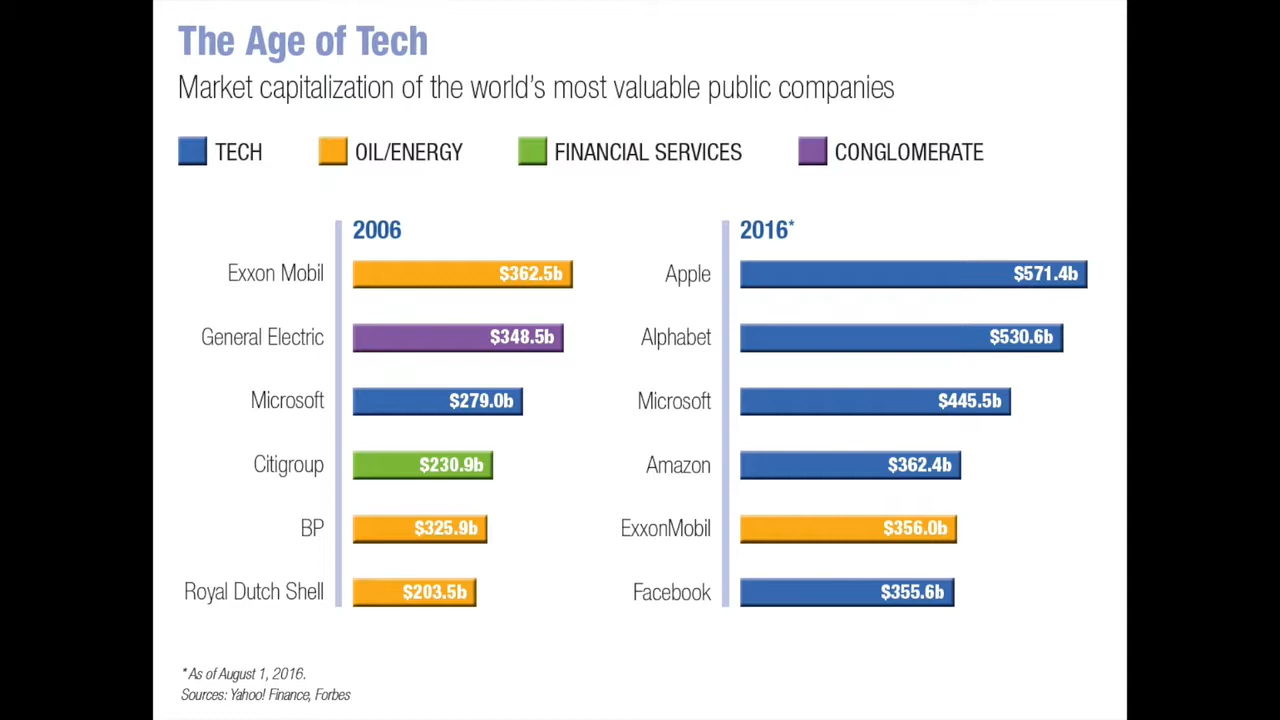 The Age of Tech
Market capitalization of the world's most valuable public companies
TECH OIL/ENERGY FINANCIAL SERVICES CONGLOMERATE
2006
Exxon Mobil $362.5b
General Electric $348.5b
Microsoft $279.0b
Citigroup $230.9b
BP $325.9b
Royal Dutch Shell $203.5b
2016*
Apple $571.4b
Alphabet $530.6b
Microsoft $445.5b
Amazon $362.4b
ExxonMobil $356.0b
Facebook $355.6b
* As of August 1, 2016.
Sources: Yahoo! Finance, Forbes